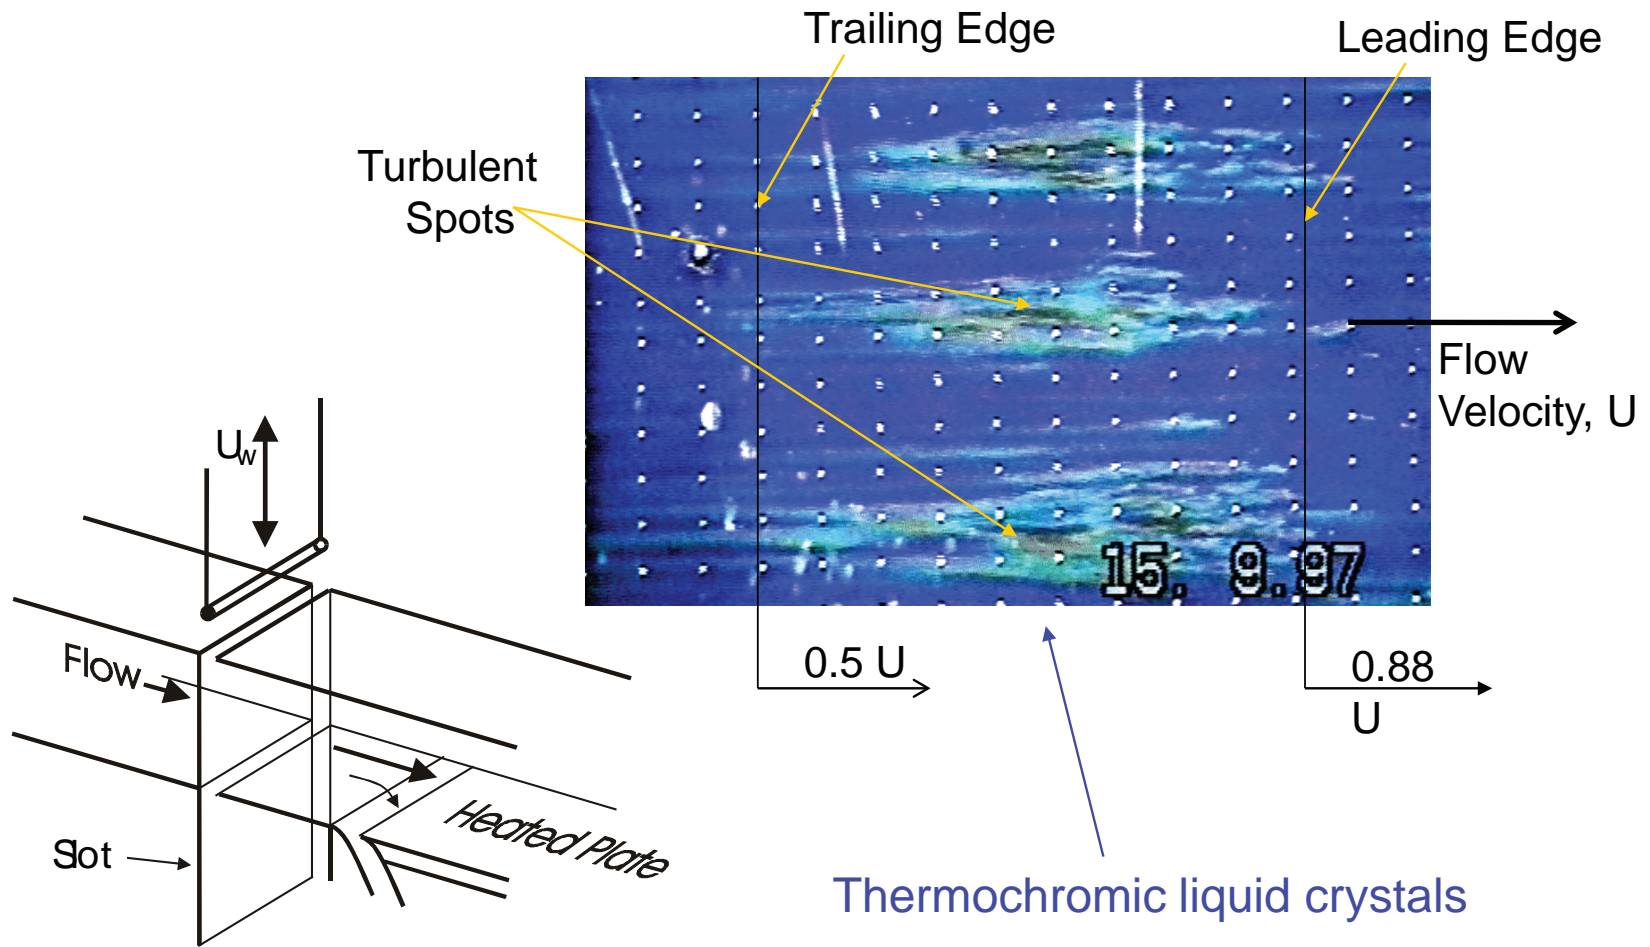 Trailing Edge
Leading Edge
Turbulent
Spots
Flow
Velocity, U
15. 9.97
0.5 U
0.88
U
Uw
Flow
Slot
Heated Plate
Thermochromic liquid crystals